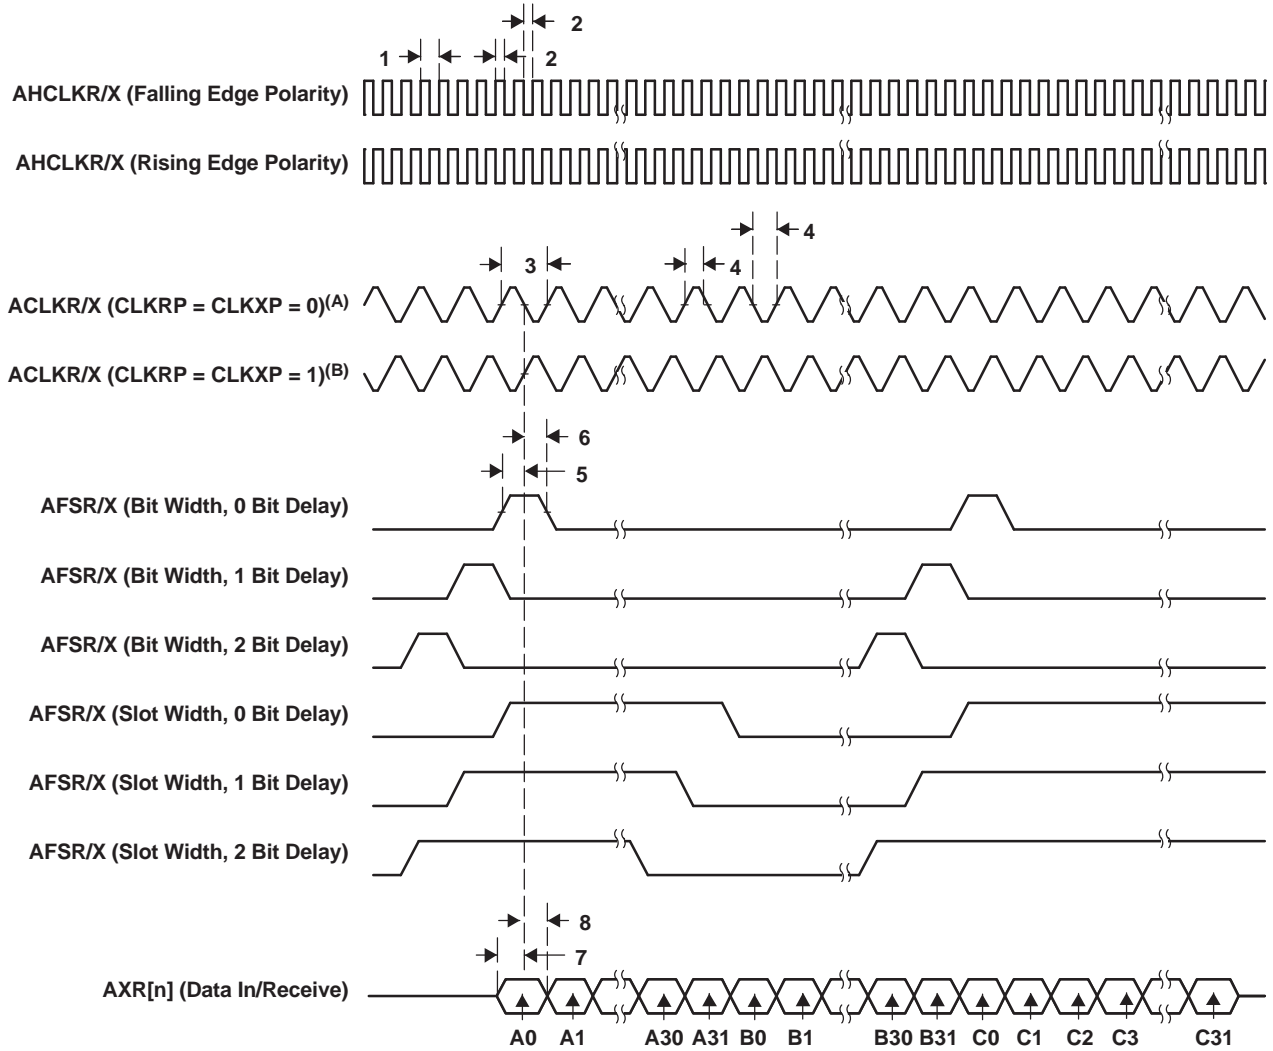 2
1
2
AHCLKR/X (Falling Edge Polarity)
AHCLKR/X (Rising Edge Polarity)
4
3
4
ACLKR/X (CLKRP = CLKXP = 0)(A)
ACLKR/X (CLKRP = CLKXP = 1)(B)
6
5
AFSR/X (Bit Width, 0 Bit Delay)
AFSR/X (Bit Width, 1 Bit Delay)
AFSR/X (Bit Width, 2 Bit Delay)
AFSR/X (Slot Width, 0 Bit Delay)
AFSR/X (Slot Width, 1 Bit Delay)
AFSR/X (Slot Width, 2 Bit Delay)
8
7
AXR[n] (Data In/Receive)
A0 A1 A30 A31 B0 B1 B30 B31 C0 C1 C2 C3 C31